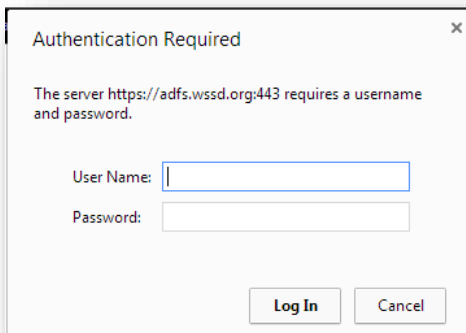 Authentication Required
The server https://adfs.wssd.org:443 requires a username
and password.
User Name:
Password:
Log In
Cancel